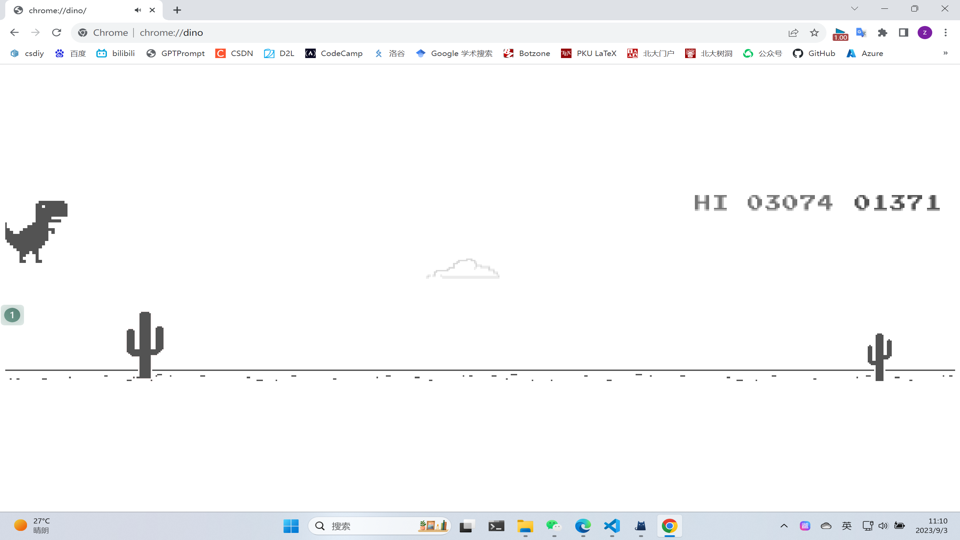 chrome://dino/
Chrome | chrome://dino
1.00
z
csdiy 百度 bilibili GPTPrompt CSDN D2L CodeCamp 洛谷 Google 学术搜索 Botzone PKU LaTeX 北大门户 北大树洞 公众号 GitHub Azure »
HI 03074 01371
1
27°C
晴朗
搜索
英
11:10
2023/9/3